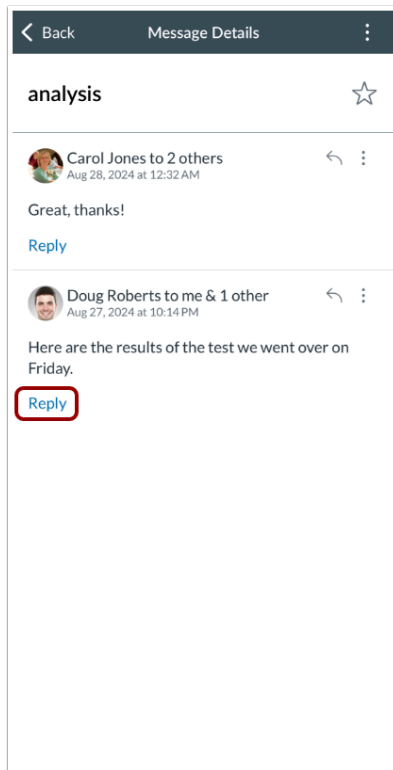 Back
Message Details
analysis
Carol Jones to 2 others
Aug 28, 2024 at 12:32 AM
Great, thanks!
Reply
Doug Roberts to me & 1 other
Aug 27, 2024 at 10:14 PM
Here are the results of the test we went over on
Friday.
Reply